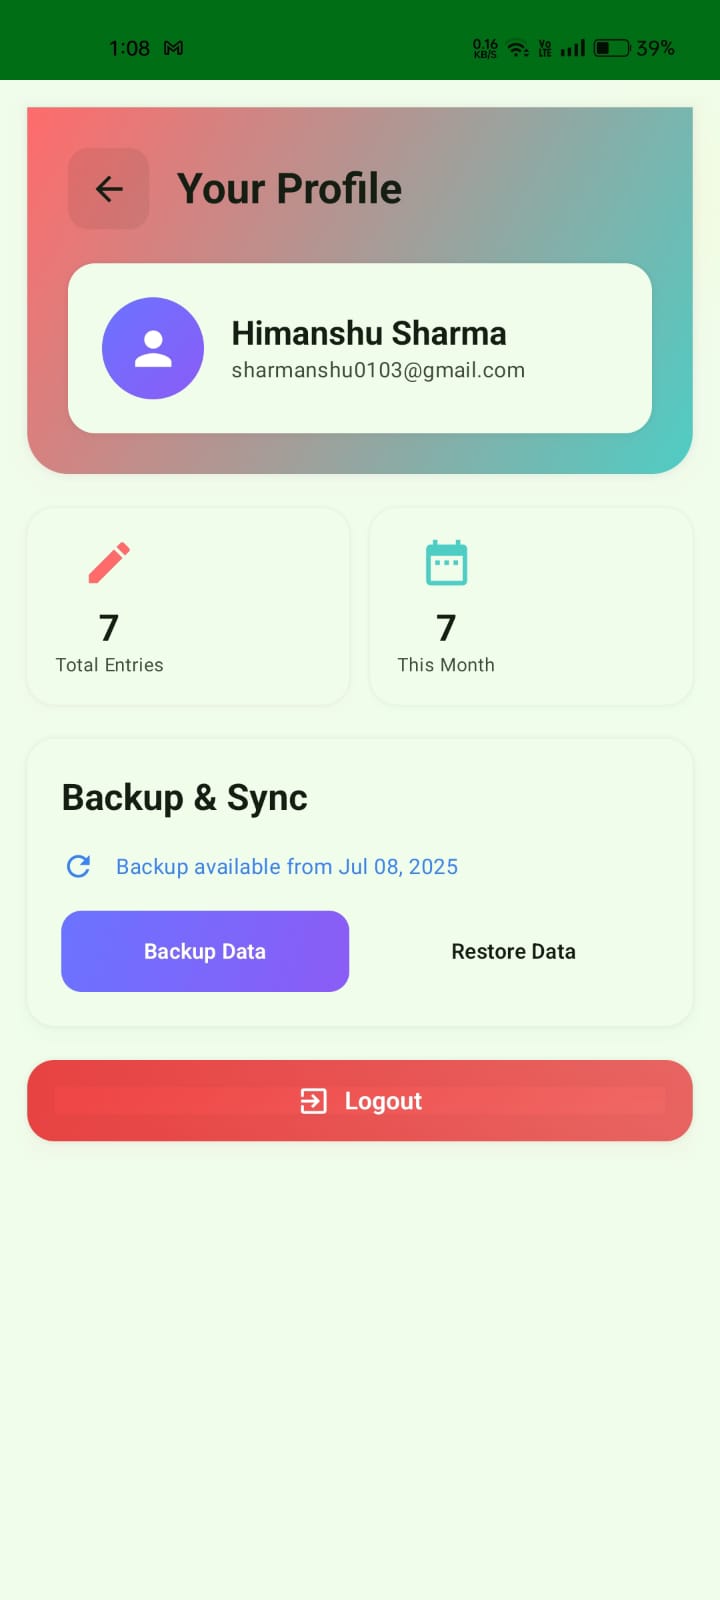 1:08
0.16 KB/S
Vo LTE
39%
Your Profile
Himanshu Sharma
sharmanshu0103@gmail.com
7
Total Entries
7
This Month
Backup & Sync
Backup available from Jul 08, 2025
Backup Data
Restore Data
Logout